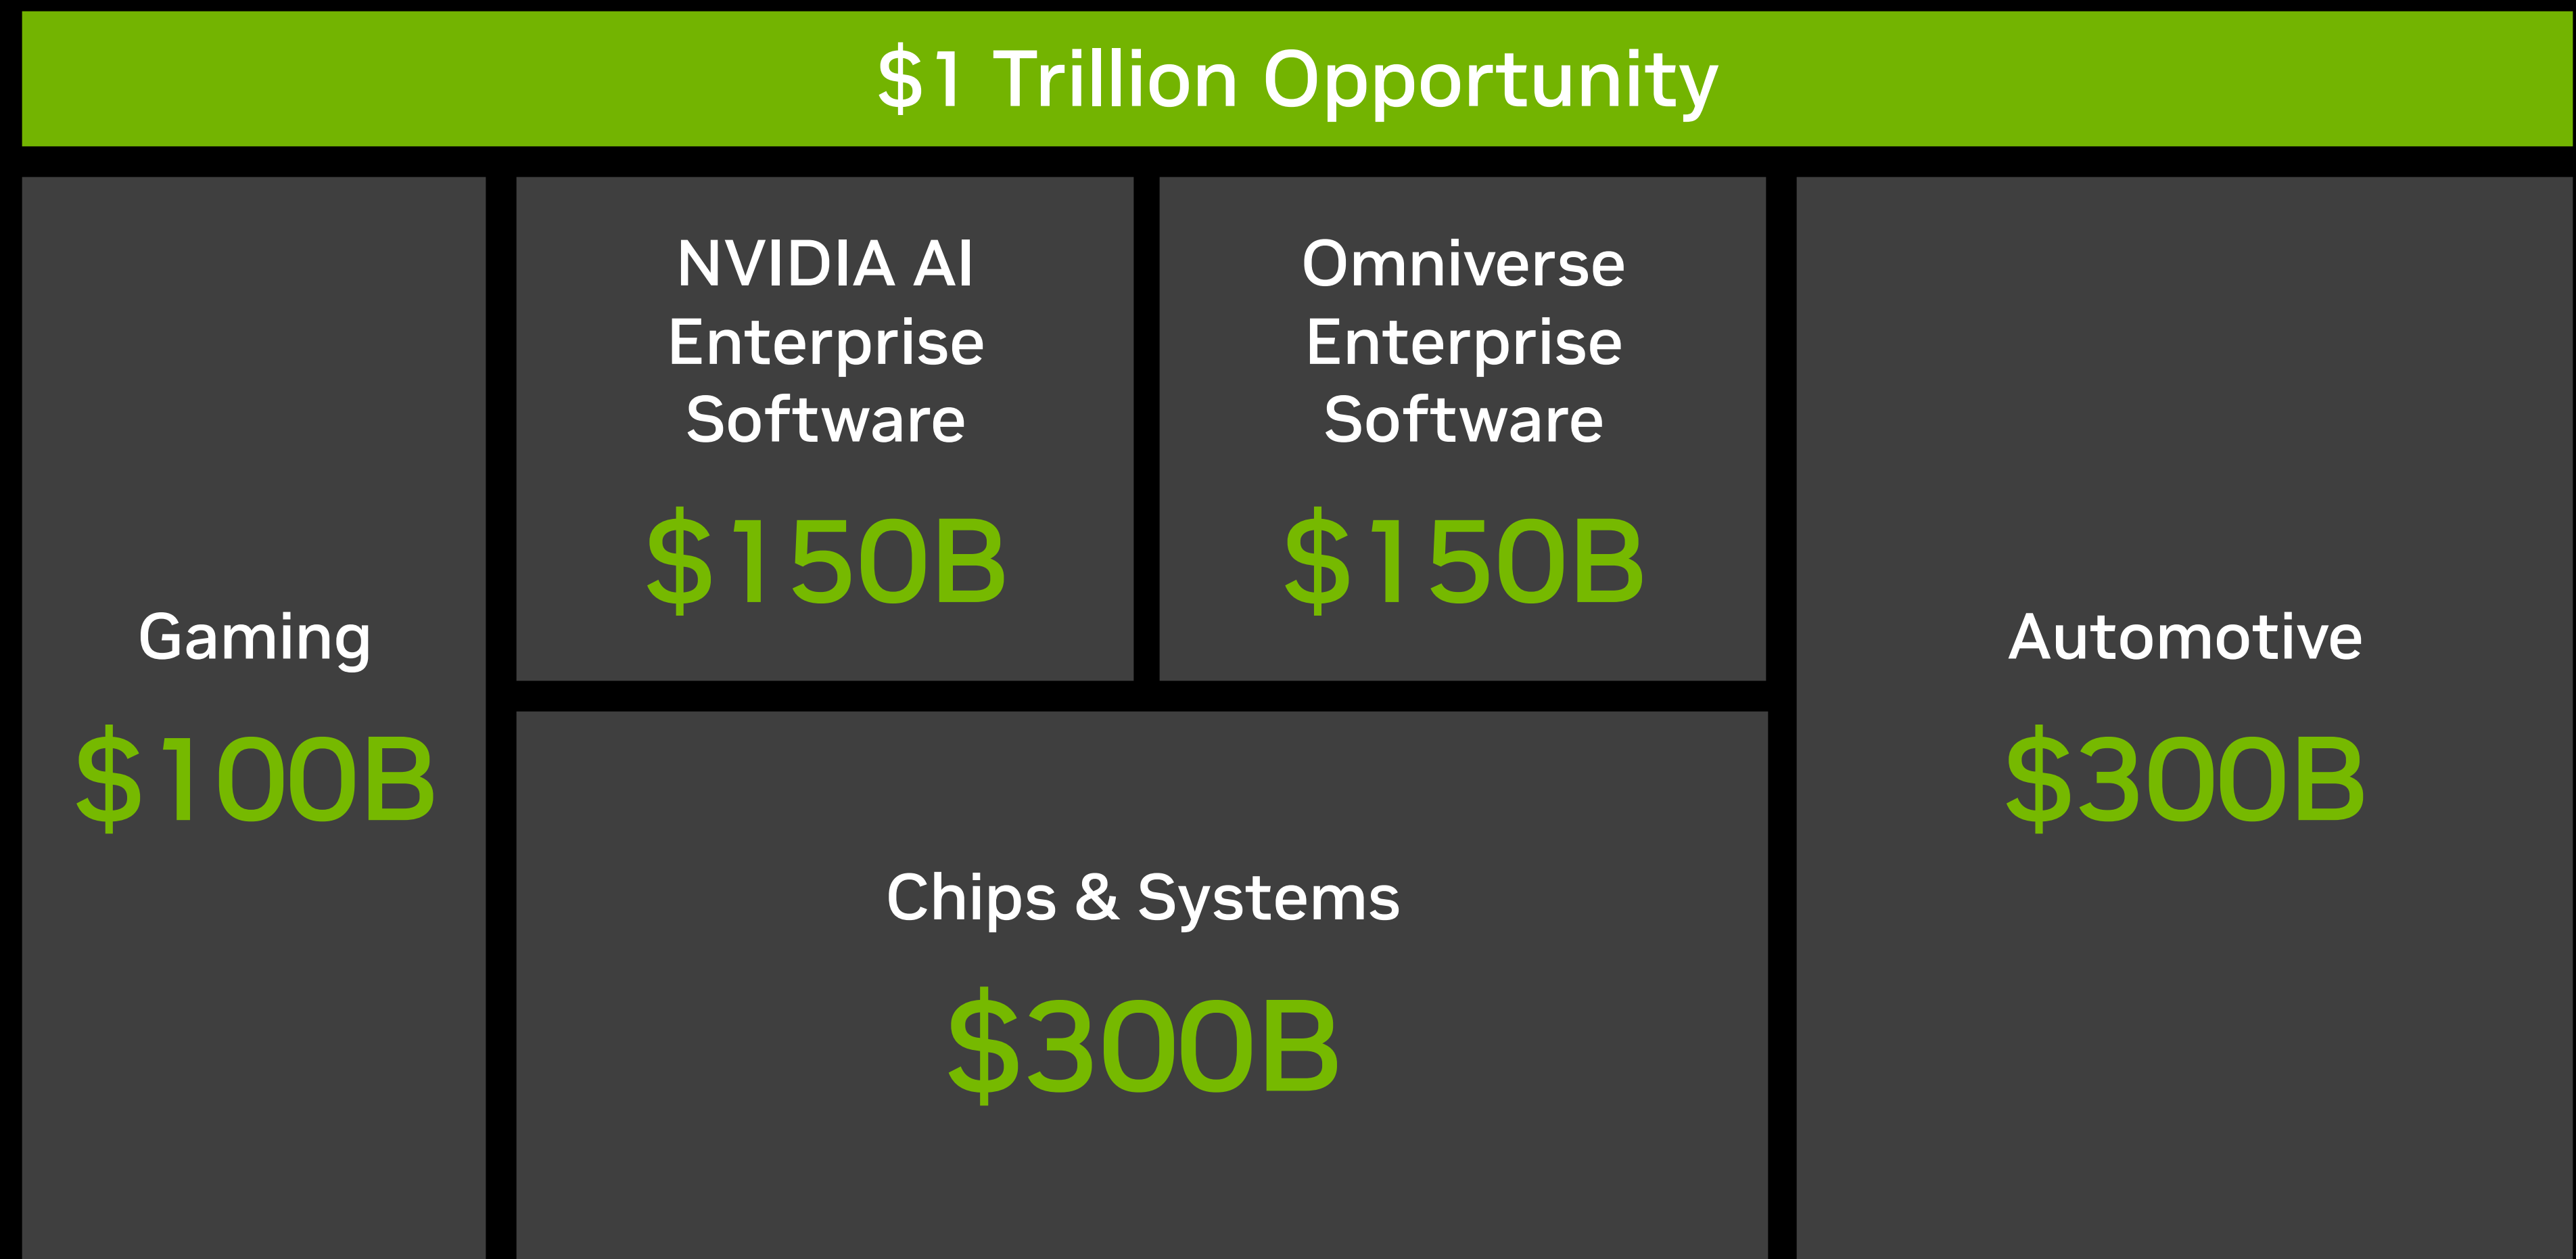 $1 Trillion Opportunity
Gaming
$100B
NVIDIA AI
Enterprise
Software
$150B
Omniverse
Enterprise
Software
$150B
Chips & Systems
$300B
Automotive
$300B